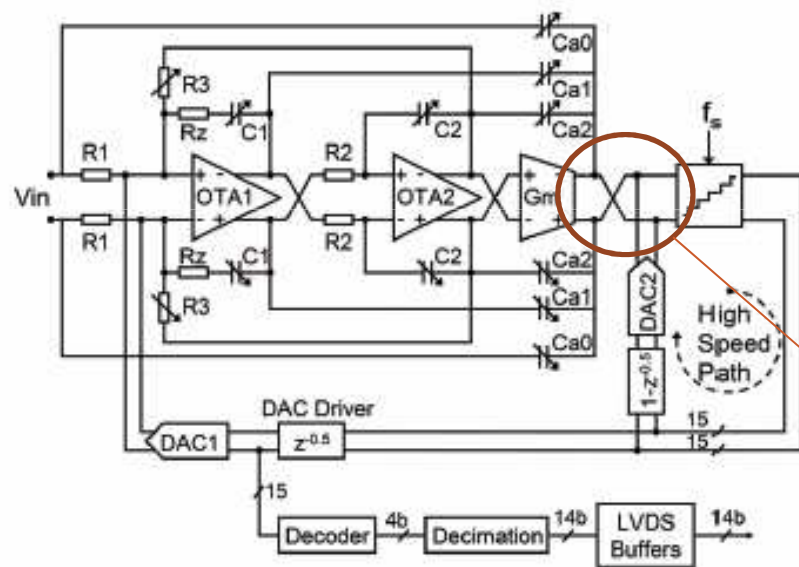 Ca0
R3
Ca1
Rz
C1
C2
Ca2
fs
R1
R2
Vin
OTA1
OTA2
Gm
R1
R2
Rz
C1
C2
Ca2
R3
Ca1
Ca0
DAC2
1-z-0.5
High
Speed
Path
DAC Driver
DAC1
z-0.5
15
15
15
Decoder
4b
Decimation
14b
LVDS
Buffers
14b